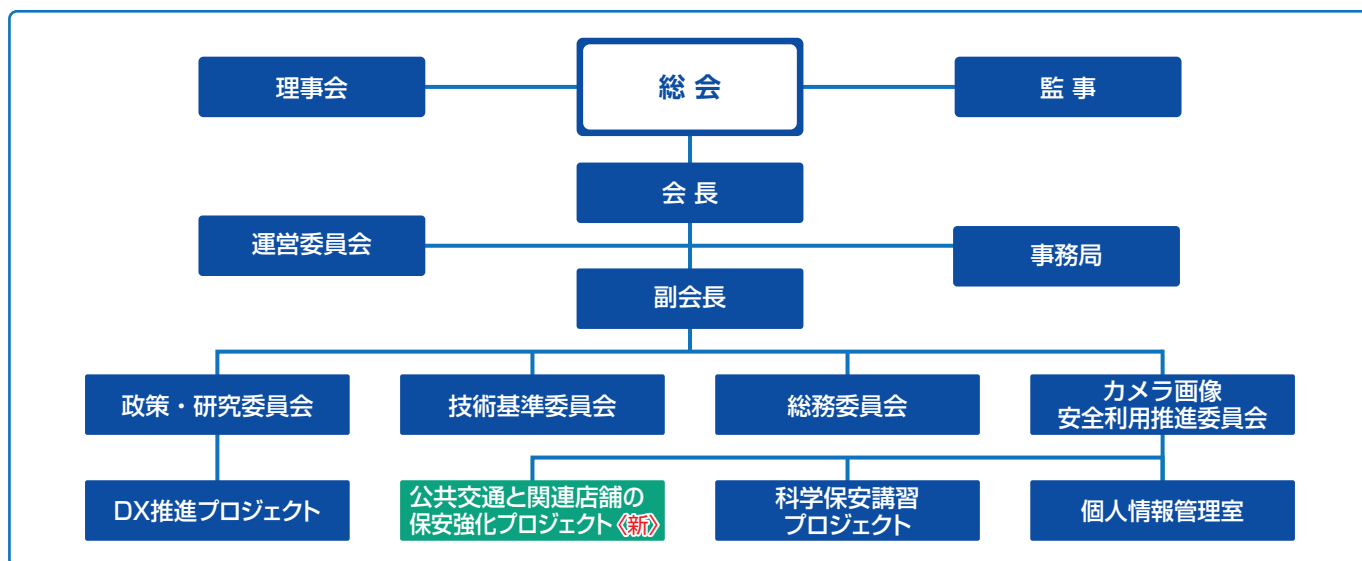 理事会
総 会
監 事
会 長
運営委員会
事務局
副会長
政策・研究委員会
技術基準委員会
総務委員会
カメラ画像
安全利用推進委員会
DX推進プロジェクト
公共交通と関連店舗の
保安強化プロジェクト《新》
科学保安講習
プロジェクト
個人情報管理室